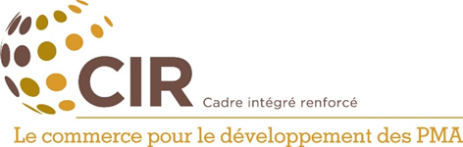 CIR Cadre intégré renforcé
Le commerce pour le développement des PMA